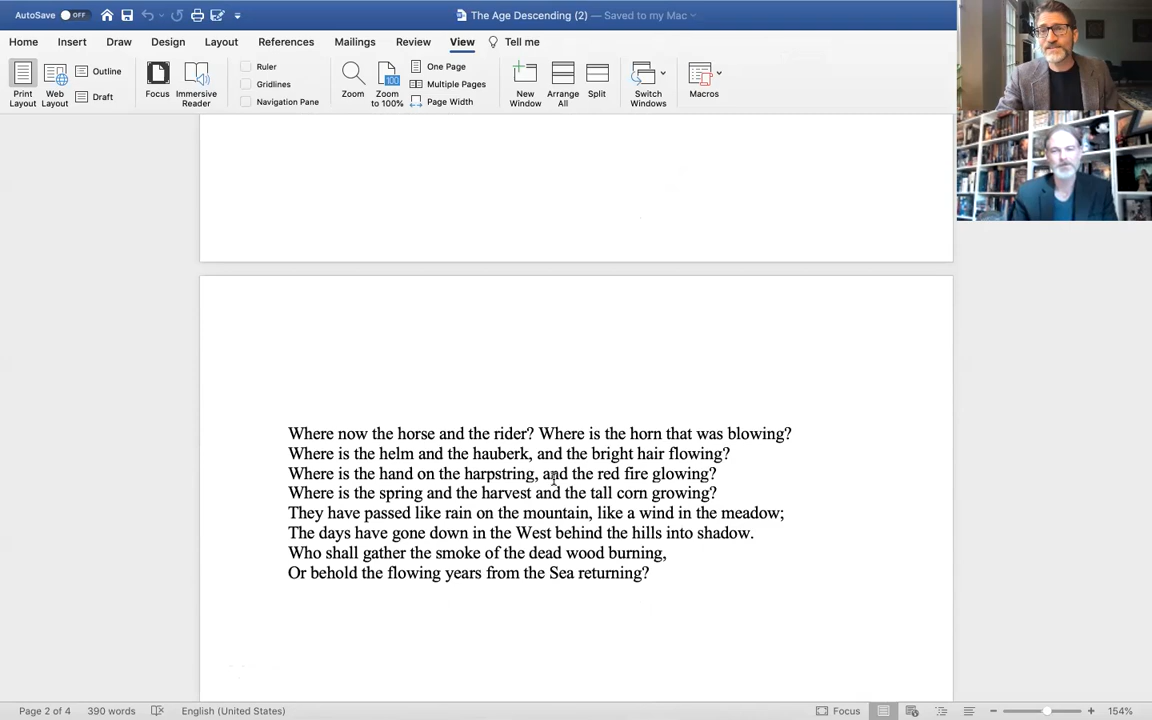 AutoSave OFF The Age Descending (2) — Saved to my Mac
Home Insert Draw Design Layout References Mailings Review View Tell me
Print Layout Web Layout Outline Draft Focus Immersive Reader Ruler Gridlines Navigation Pane Zoom Zoom to 100% 100 One Page Multiple Pages Page Width New Window Arrange All Split Switch Windows Macros
Where now the horse and the rider? Where is the horn that was blowing?
Where is the helm and the hauberk, and the bright hair flowing?
Where is the hand on the harpstring, and the red fire glowing?
Where is the spring and the harvest and the tall corn growing?
They have passed like rain on the mountain, like a wind in the meadow;
The days have gone down in the West behind the hills into shadow.
Who shall gather the smoke of the dead wood burning,
Or behold the flowing years from the Sea returning?
Page 2 of 4 390 words English (United States) Focus 154%